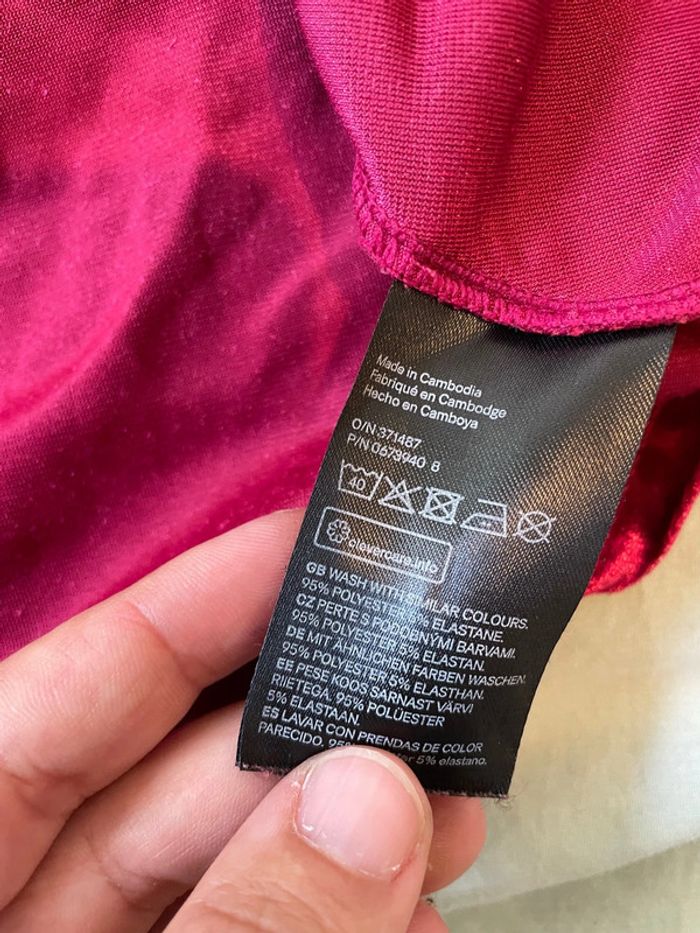 Made in Cambodia
Fabriqué en Cambodge
Hecho en Camboya
O/N 371487
P/N 0673940 8
40
clevercare.info
GB WASH WITH SIMILAR COLOURS.
95% POLYESTER 5% ELASTANE
CZ PERTE S PODOBNÝMI BARVAMI.
95% POLYESTER 5% ELASTAN.
DE MIT ÄHNLICHEN FARBEN WASCHEN.
95% POLYESTER 5% ELASTHAN.
EE PESE KOOS SARNAST VÄRVI
RIIETEGA. 95% POLÜESTER
5% ELASTAAN.
ES LAVAR CON PRENDAS DE COLOR
PARECIDO. 5% elastano.